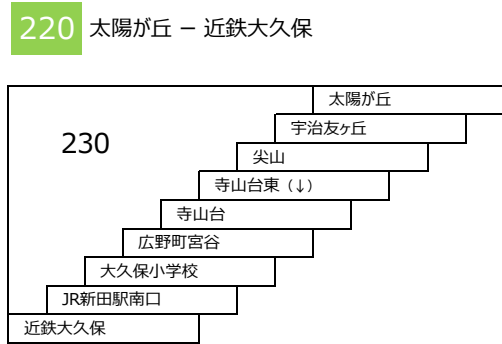 220 太陽が丘 － 近鉄大久保
太陽が丘
宇治友ヶ丘
230
尖山
寺山台東（↓）
寺山台
広野町宮谷
大久保小学校
JR新田駅南口
近鉄大久保